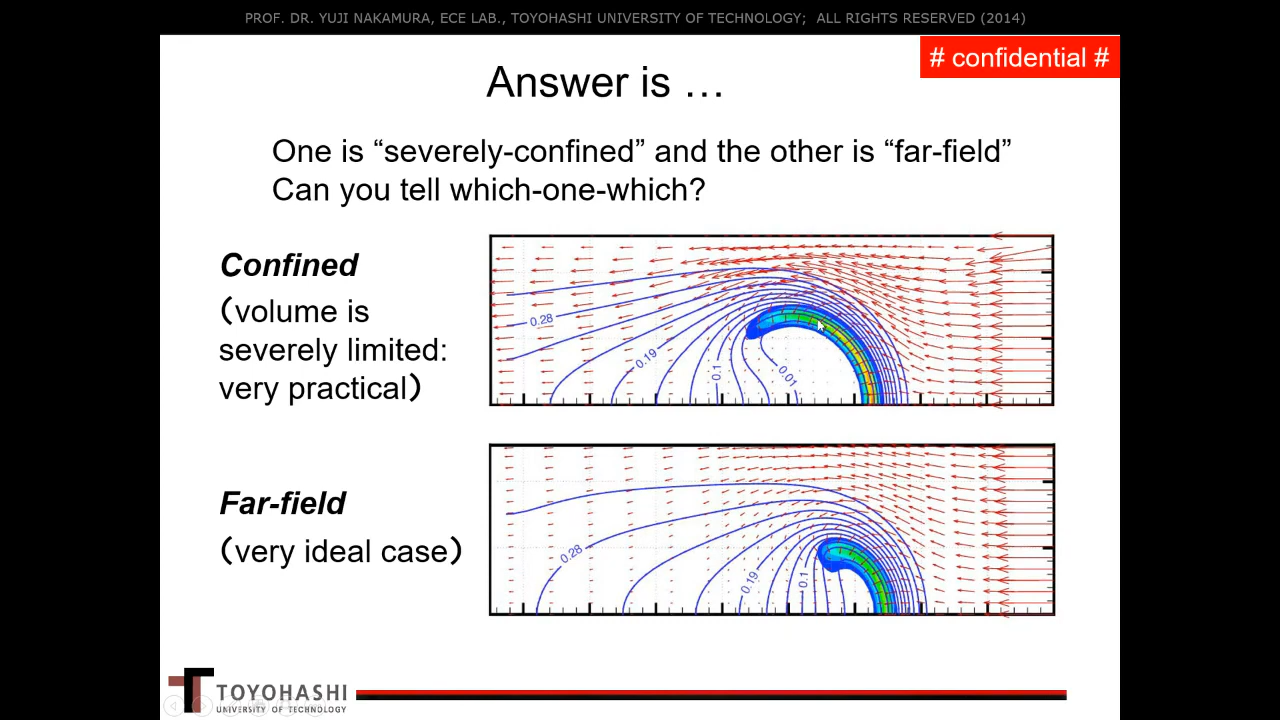 PROF. DR. YUJI NAKAMURA, ECE LAB., TOYOHASHI UNIVERSITY OF TECHNOLOGY; ALL RIGHTS RESERVED (2014)
# confidential #
Answer is …
One is “severely-confined” and the other is “far-field”
Can you tell which-one-which?
Confined
(volume is
severely limited:
very practical)
0.28
0.19
0.1
0.01
Far-field
(very ideal case)
0.28
0.19
0.1
TOYOHASHI
UNIVERSITY OF TECHNOLOGY